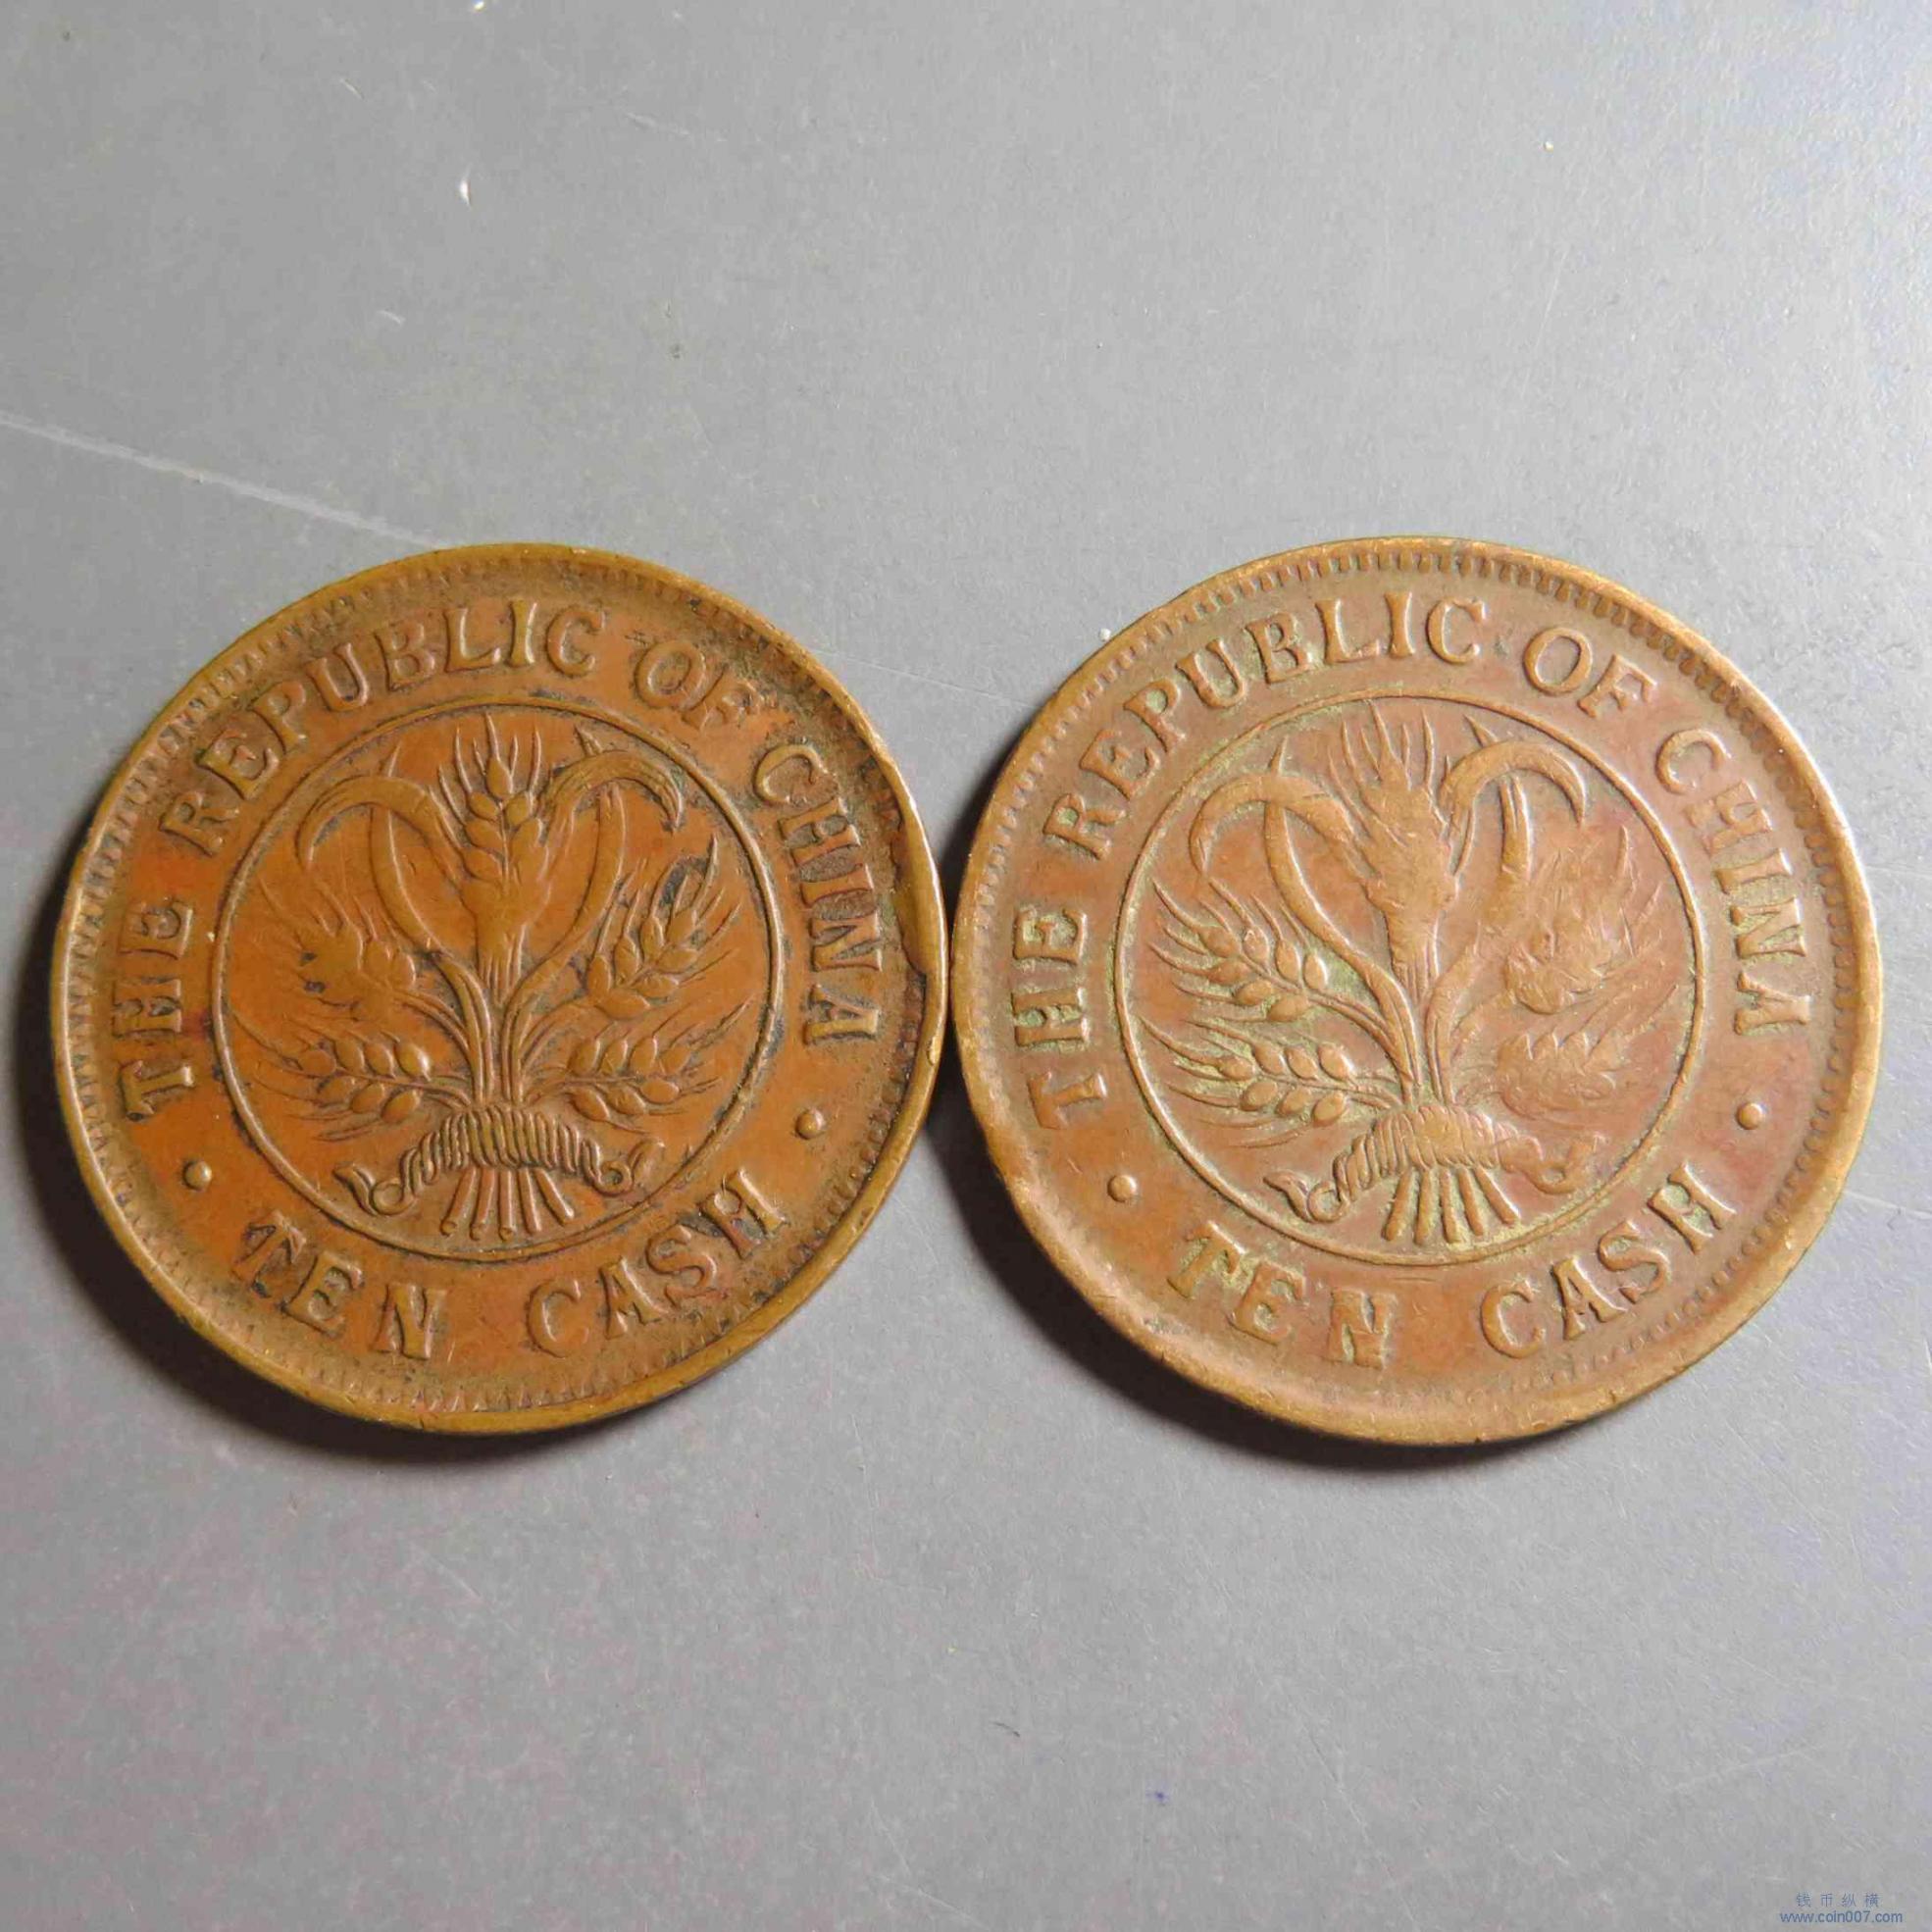 THE REPUBLIC OF CHINA
TEN CASH
THE REPUBLIC OF CHINA
TEN CASH
钱币纵横
www.coin007.com